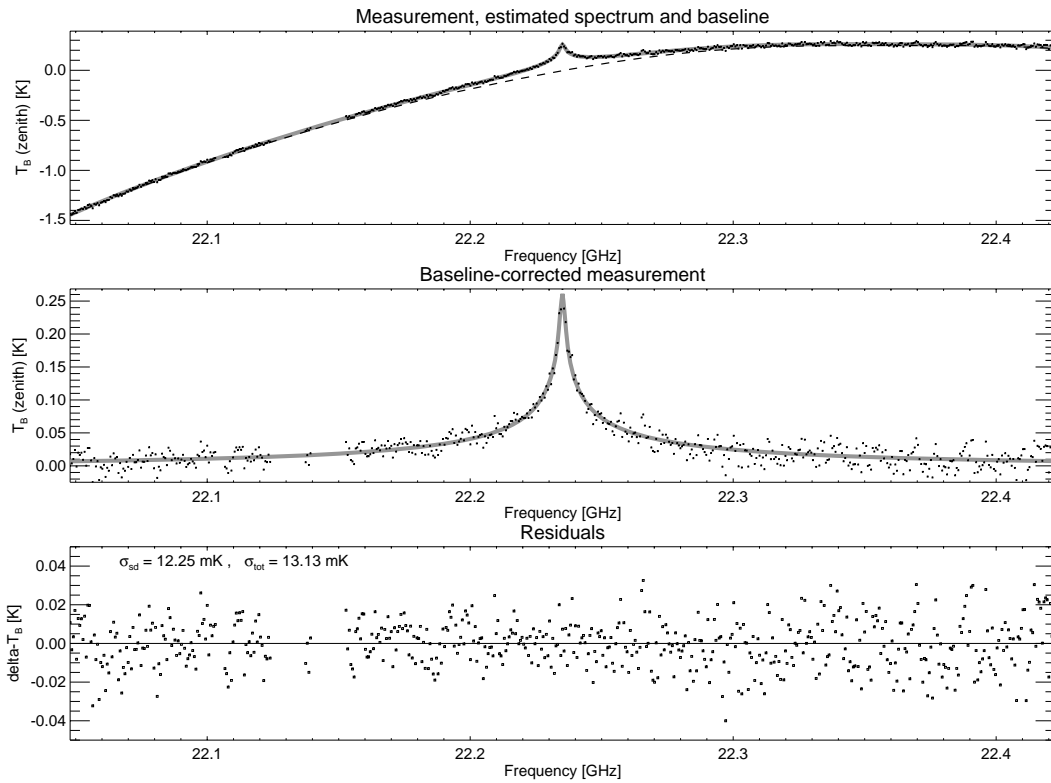 Measurement, estimated spectrum and baseline
T_B (zenith) [K]
0.0
-0.5
-1.0
-1.5
22.1
22.2
22.3
22.4
Frequency [GHz]
Baseline-corrected measurement
T_B (zenith) [K]
0.25
0.20
0.15
0.10
0.05
0.00
22.1
22.2
22.3
22.4
Frequency [GHz]
Residuals
σ_sd = 12.25 mK , σ_tot = 13.13 mK
delta-T_B [K]
0.04
0.02
0.00
-0.02
-0.04
22.1
22.2
22.3
22.4
Frequency [GHz]